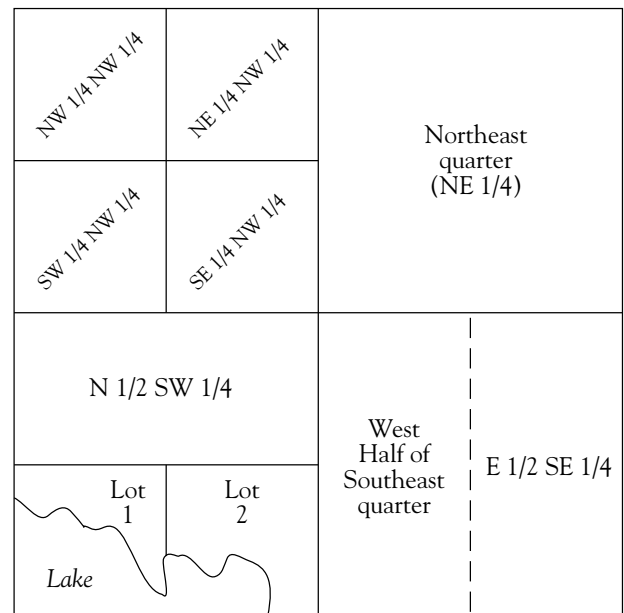 NW 1/4 NW 1/4
NE 1/4 NW 1/4
Northeast
quarter
(NE 1/4)
SW 1/4 NW 1/4
SE 1/4 NW 1/4
N 1/2 SW 1/4
West
Half of
Southeast
quarter
E 1/2 SE 1/4
Lot
1
Lot
2
Lake